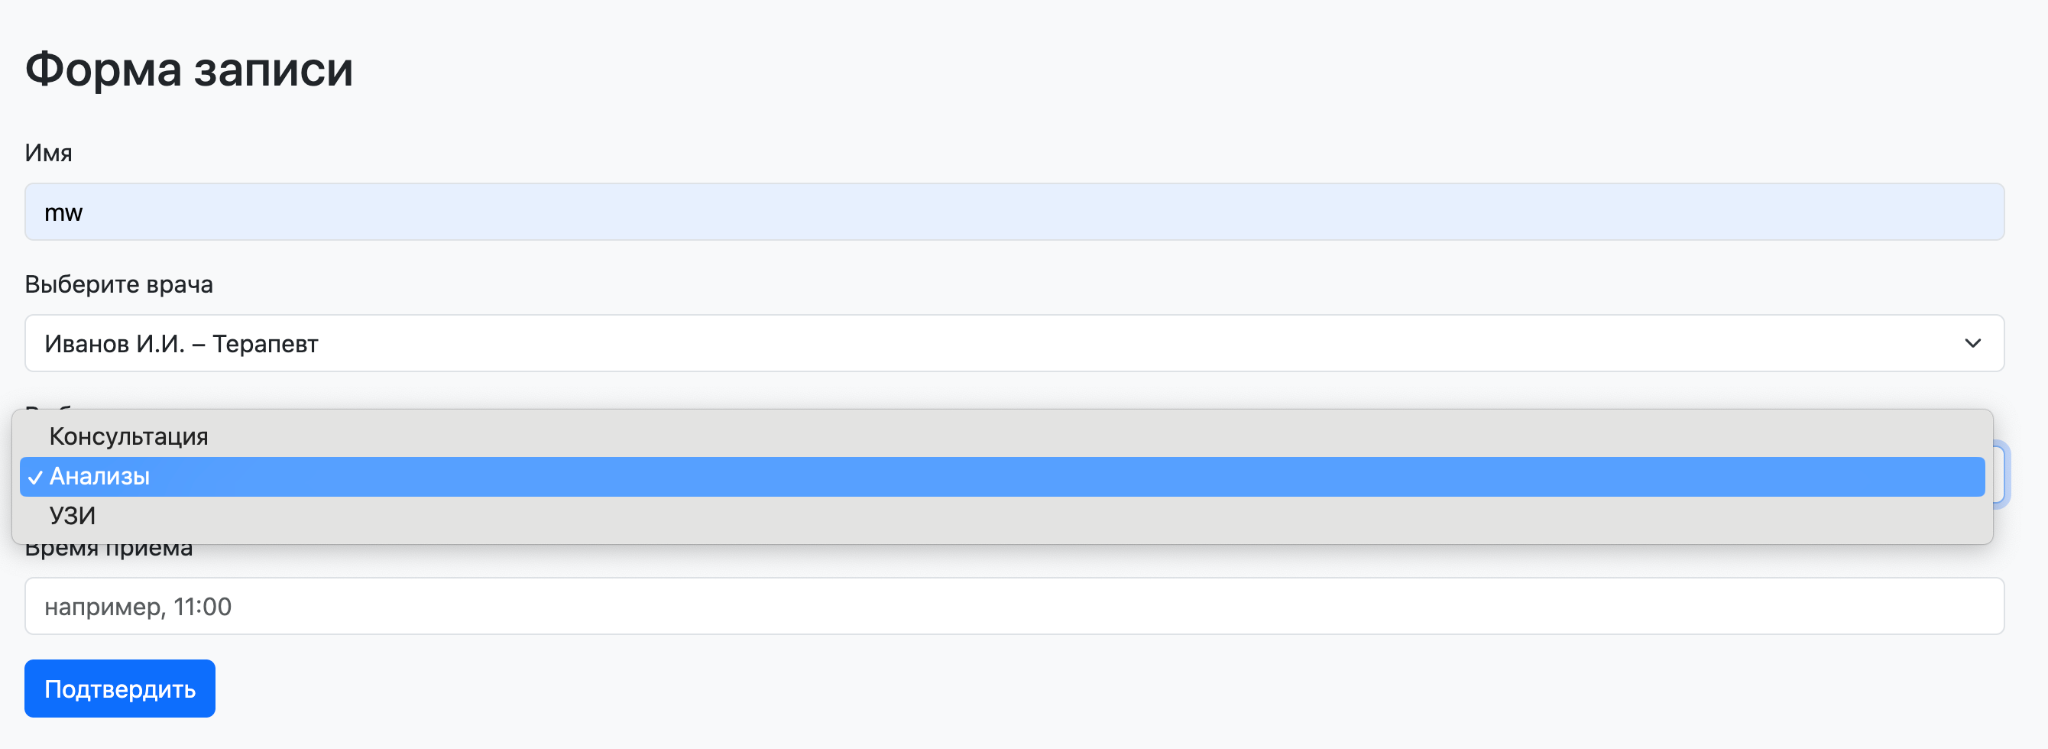 Форма записи
Имя
mw
Выберите врача
Иванов И.И. – Терапевт
Консультация
✓ Анализы
УЗИ
Время приема
например, 11:00
Подтвердить